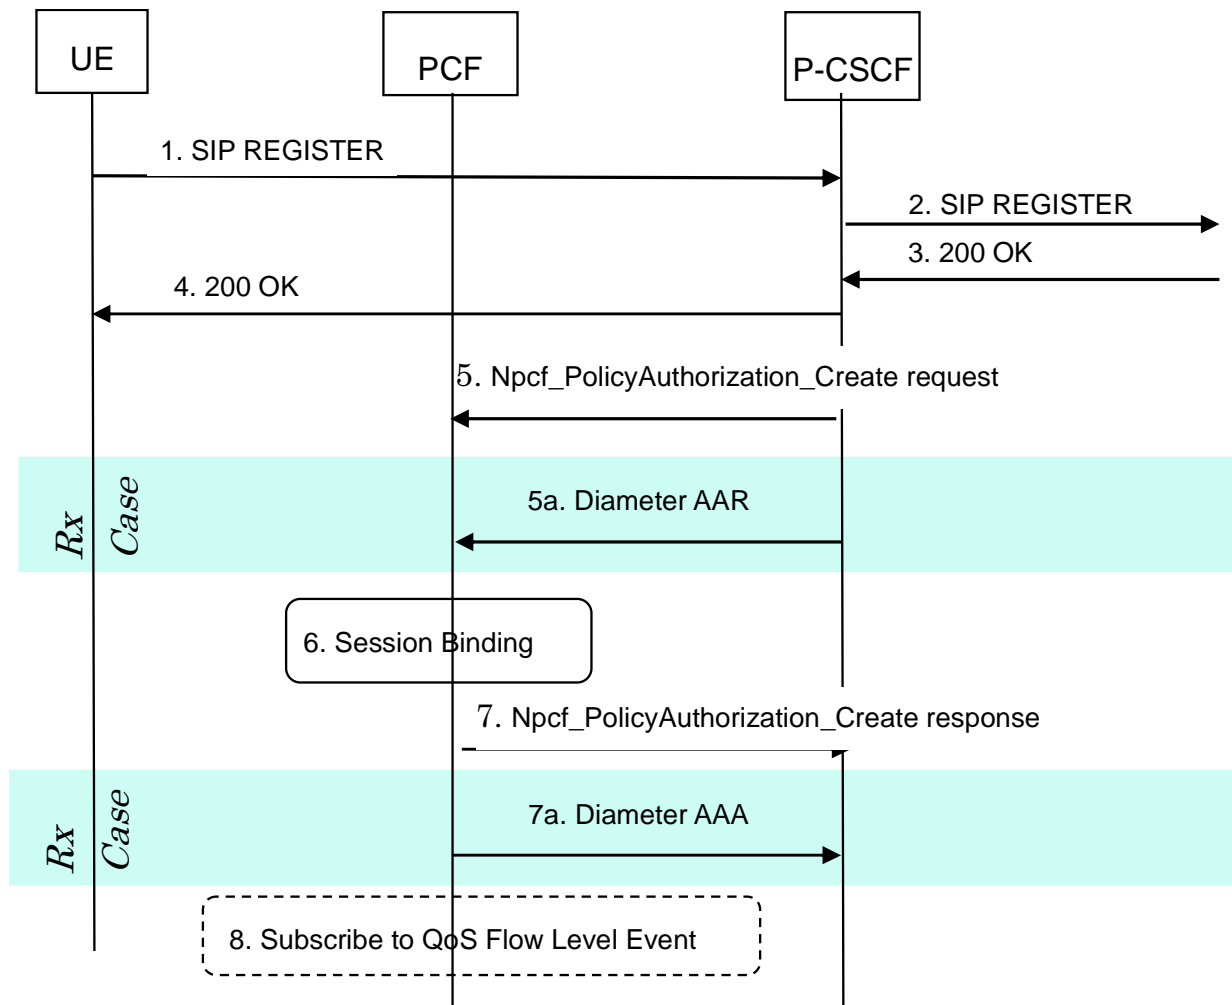 UE
PCF
P-CSCF
1. SIP REGISTER
2. SIP REGISTER
3. 200 OK
4. 200 OK
5. Npcf_PolicyAuthorization_Create request
Rx
Case
5a. Diameter AAR
6. Session Binding
7. Npcf_PolicyAuthorization_Create response
Rx
Case
7a. Diameter AAA
8. Subscribe to QoS Flow Level Event